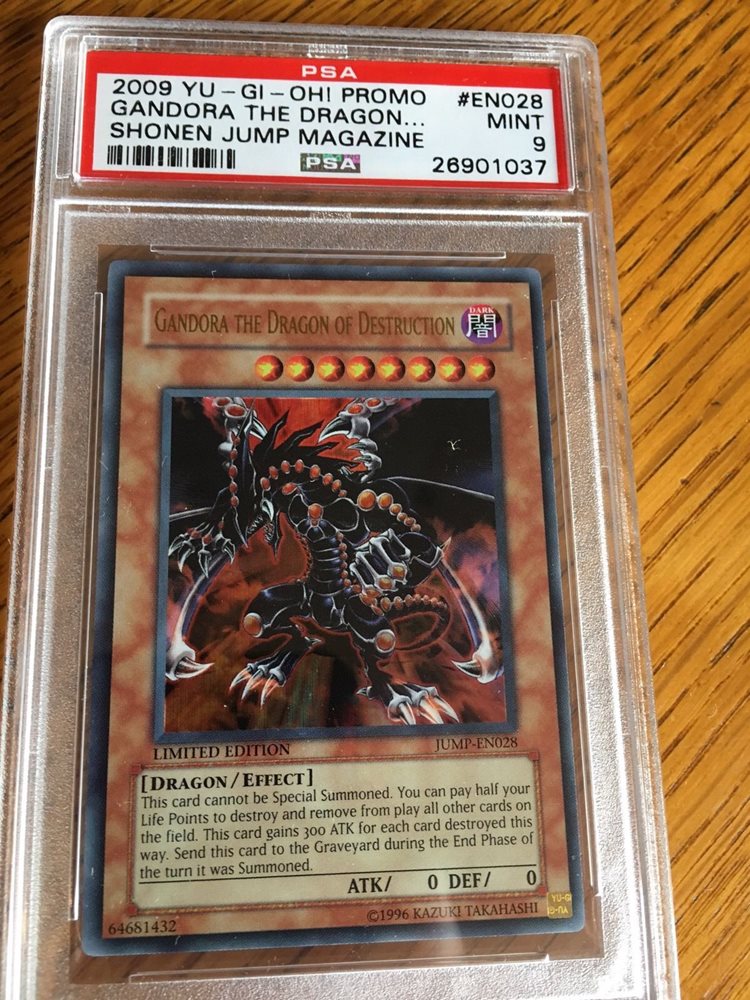 PSA
2009 YU-GI-OH! PROMO #EN028
GANDORA THE DRAGON... MINT
SHONEN JUMP MAGAZINE 9
PSA 26901037
GANDORA THE DRAGON OF DESTRUCTION
DARK
闇
LIMITED EDITION JUMP-EN028
[DRAGON/EFFECT]
This card cannot be Special Summoned. You can pay half your
Life Points to destroy and remove from play all other cards on
the field. This card gains 300 ATK for each card destroyed this
way. Send this card to the Graveyard during the End Phase of
the turn it was Summoned.
ATK/ 0 DEF/ 0
64681432 ©1996 KAZUKI TAKAHASHI